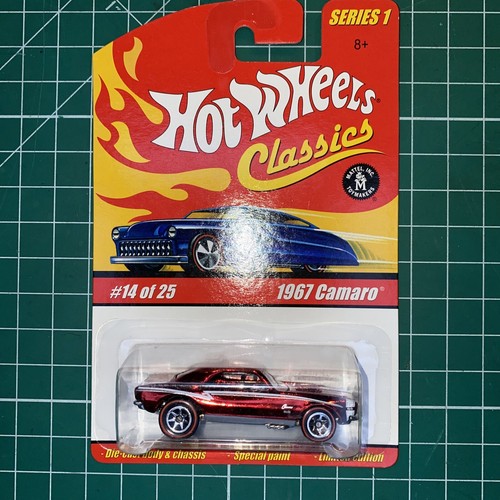 SERIES 1
8+
Hot Wheels®
Classics
MATTEL, INC.
M
TOYMAKERS
#14 of 25
1967 Camaro®
• Die-cast body & chassis • Special paint • Limited edition